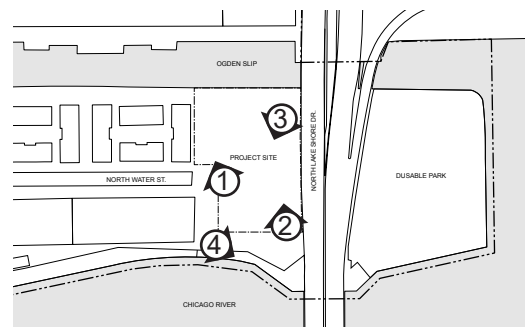 OGDEN SLIP
3
NORTH LAKE SHORE DR.
PROJECT SITE
DUSABLE PARK
NORTH WATER ST.
1
2
4
CHICAGO RIVER